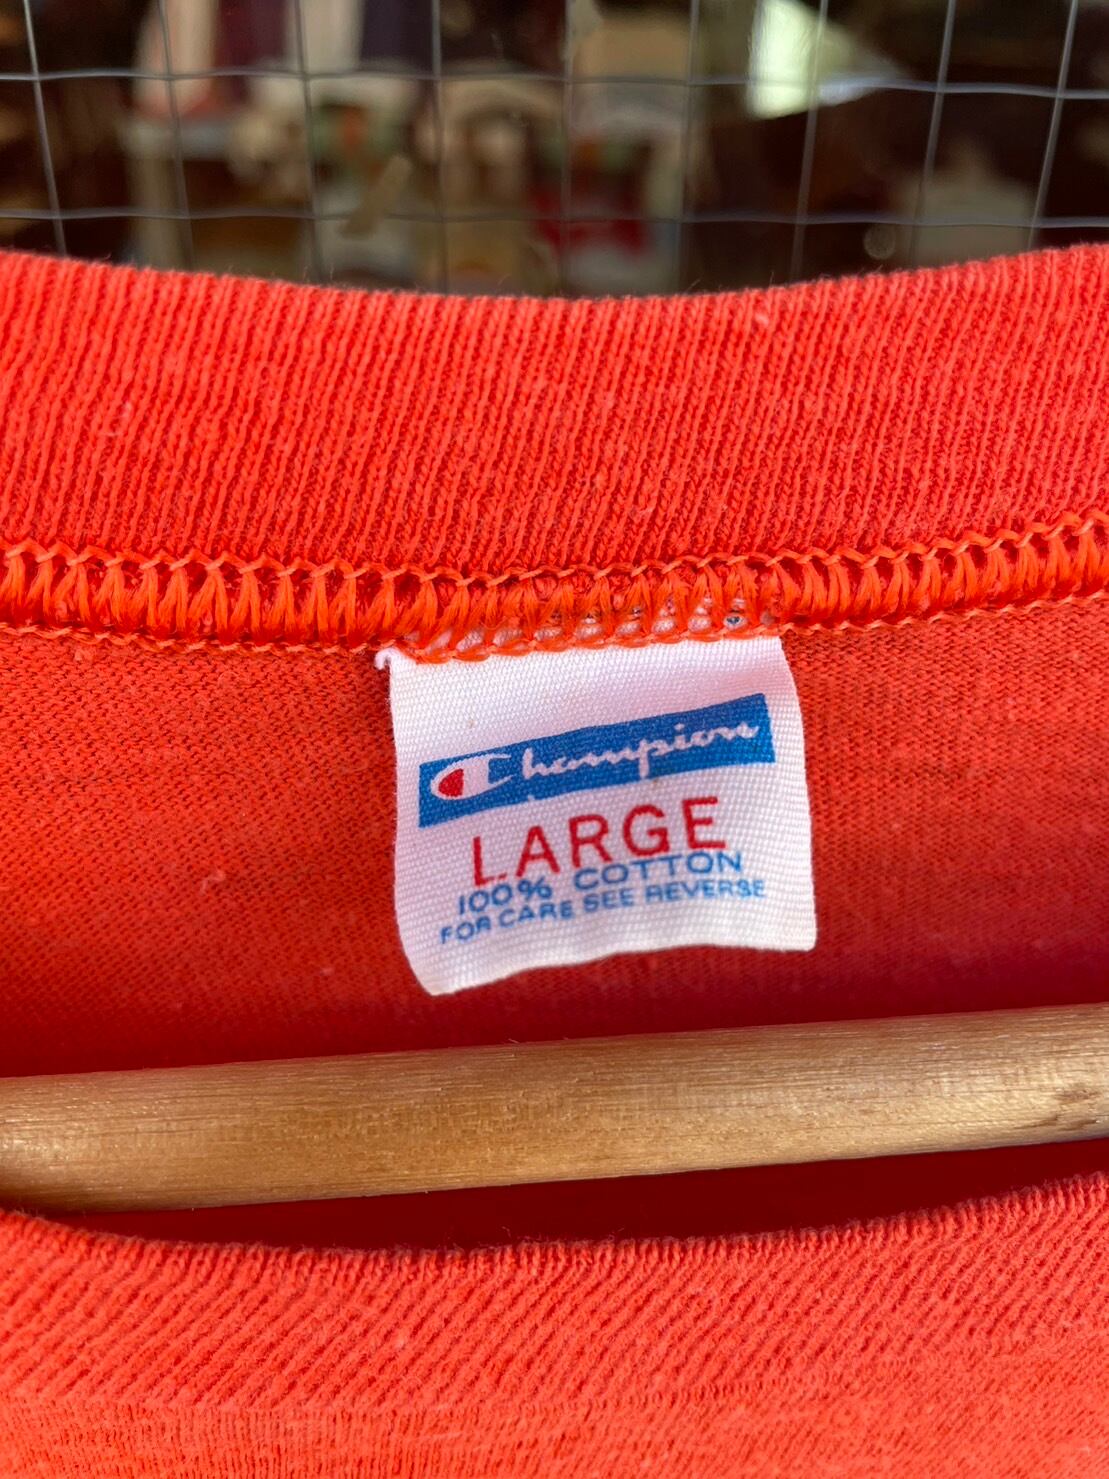 Champion
LARGE
100% COTTON
FOR CARE SEE REVERSE